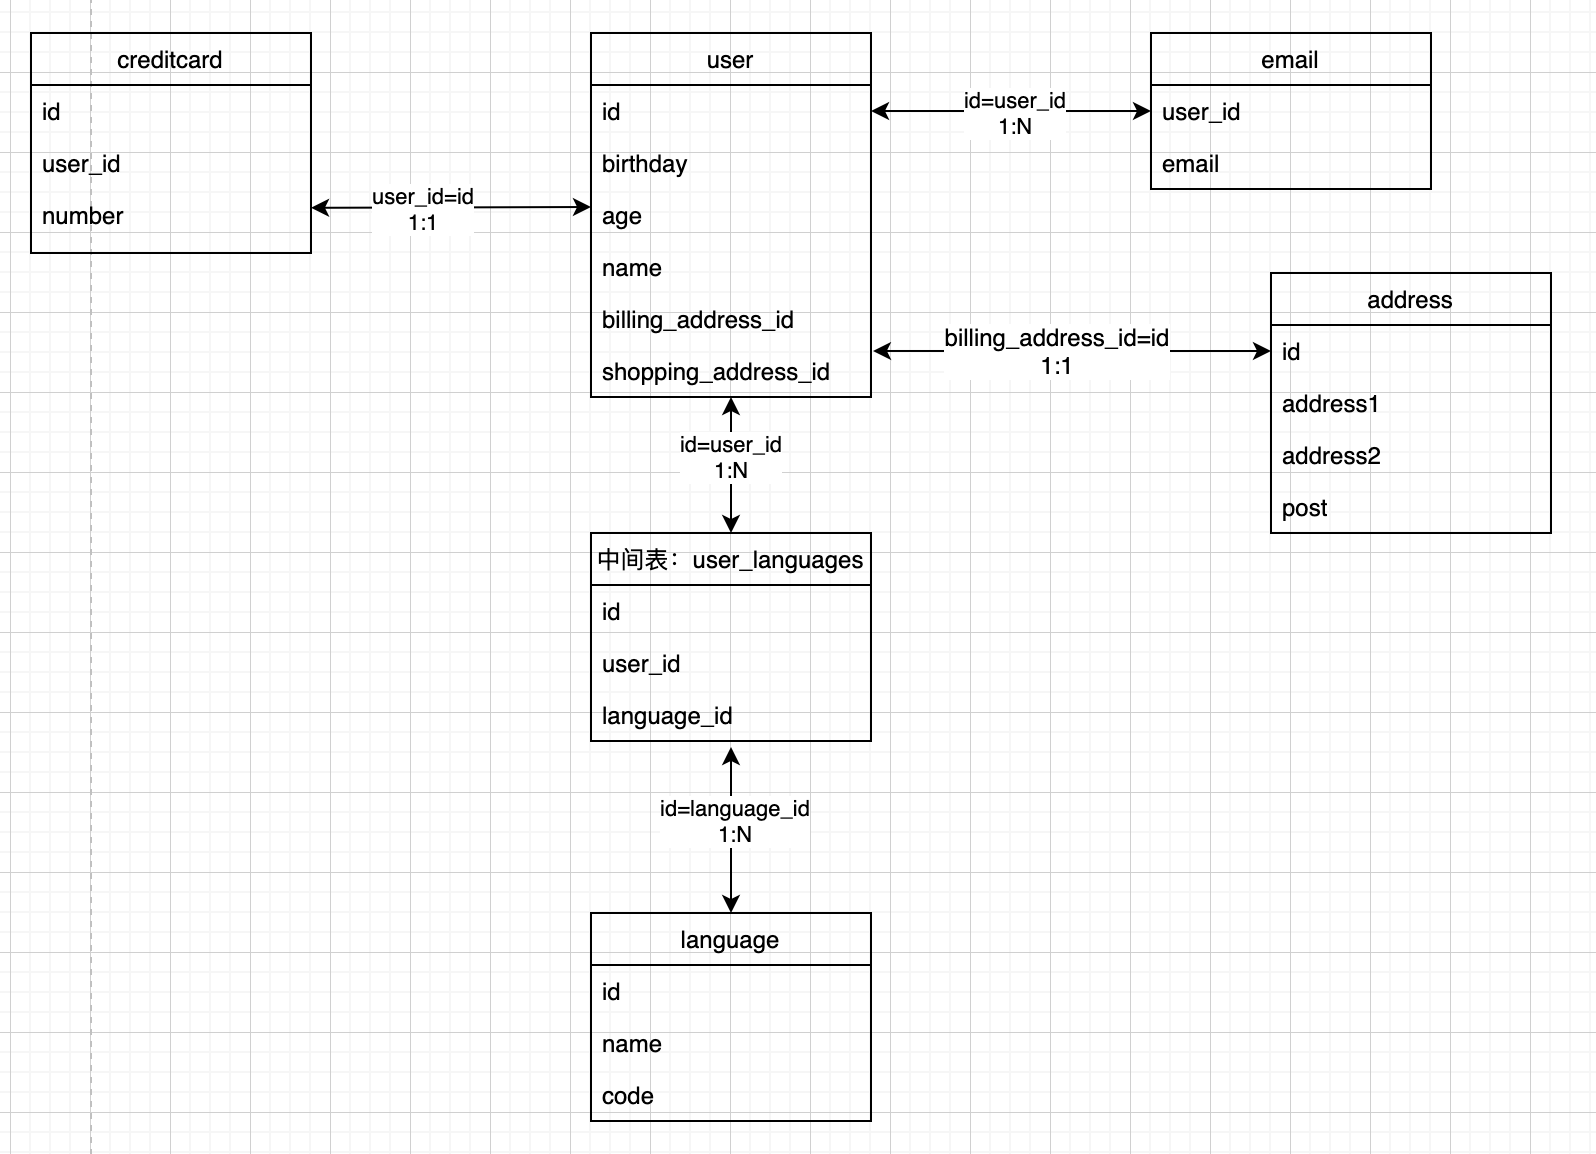 creditcard
id
user_id
number
user_id=id
1:1
user
id
birthday
age
name
billing_address_id
shopping_address_id
id=user_id
1:N
email
user_id
email
billing_address_id=id
1:1
address
id
address1
address2
post
id=user_id
1:N
中间表：user_languages
id
user_id
language_id
id=language_id
1:N
language
id
name
code